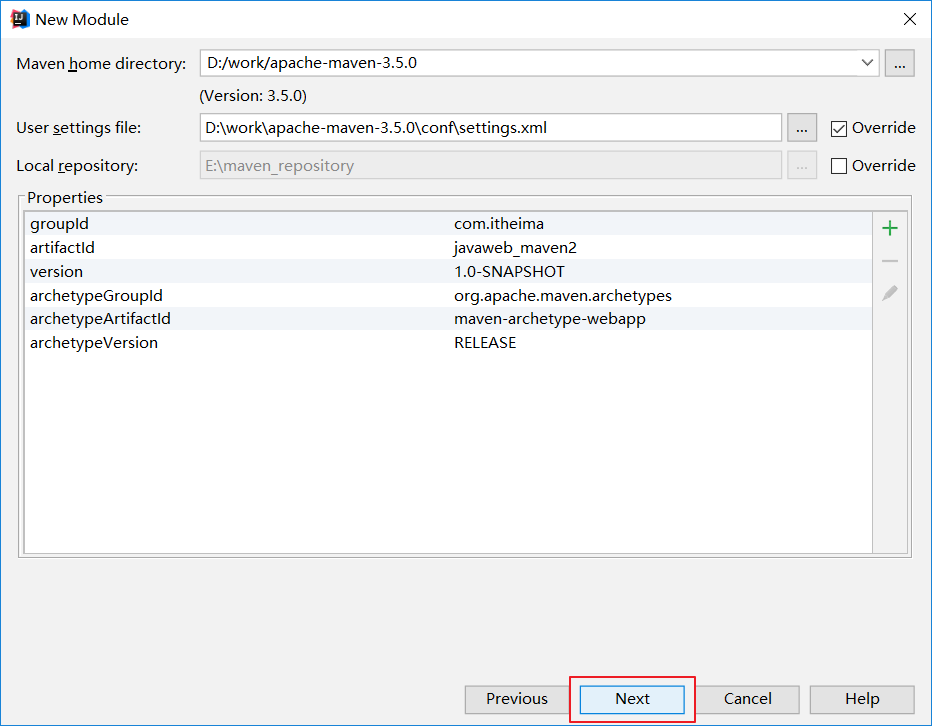 New Module
Maven home directory: D:/work/apache-maven-3.5.0 ...
(Version: 3.5.0)
User settings file: D:\work\apache-maven-3.5.0\conf\settings.xml ... Override
Local repository: E:\maven_repository ... Override
Properties
groupId com.itheima
artifactId javaweb_maven2
version 1.0-SNAPSHOT
archetypeGroupId org.apache.maven.archetypes
archetypeArtifactId maven-archetype-webapp
archetypeVersion RELEASE
Previous Next Cancel Help